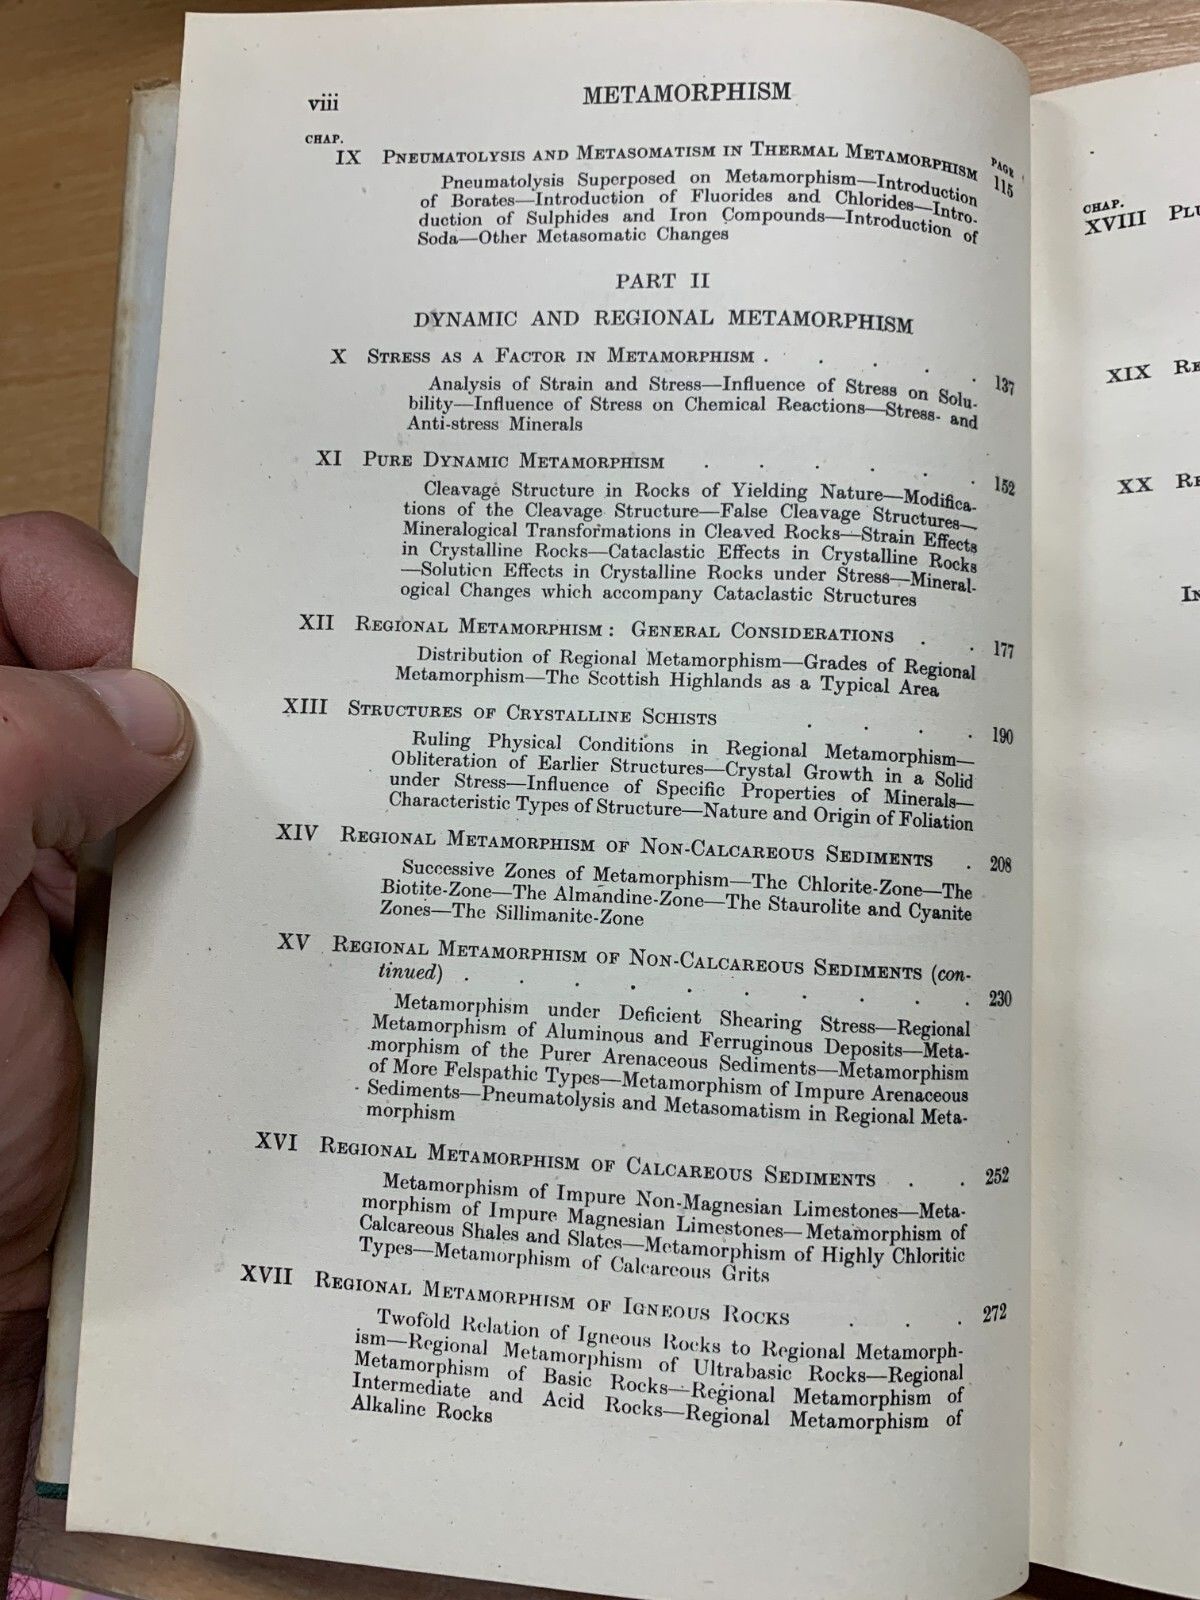 viii METAMORPHISM
CHAP. PAGE
IX PNEUMATOLYSIS AND METASOMATISM IN THERMAL METAMORPHISM 115
Pneumatolysis Superposed on Metamorphism—Introduction
of Borates—Introduction of Fluorides and Chlorides—Intro-
duction of Sulphides and Iron Compounds—Introduction of
Soda—Other Metasomatic Changes
PART II
DYNAMIC AND REGIONAL METAMORPHISM
X STRESS AS A FACTOR IN METAMORPHISM . . . . . 137
Analysis of Strain and Stress—Influence of Stress on Solu-
bility—Influence of Stress on Chemical Reactions—Stress- and
Anti-stress Minerals
XI PURE DYNAMIC METAMORPHISM . . . . . . 152
Cleavage Structure in Rocks of Yielding Nature—Modifica-
tions of the Cleavage Structure—False Cleavage Structures—
Mineralogical Transformations in Cleaved Rocks—Strain Effects
in Crystalline Rocks—Cataclastic Effects in Crystalline Rocks
—Solution Effects in Crystalline Rocks under Stress—Mineral-
ogical Changes which accompany Cataclastic Structures
XII REGIONAL METAMORPHISM: GENERAL CONSIDERATIONS . . 177
Distribution of Regional Metamorphism—Grades of Regional
Metamorphism—The Scottish Highlands as a Typical Area
XIII STRUCTURES OF CRYSTALLINE SCHISTS . . . . 190
Ruling Physical Conditions in Regional Metamorphism—
Obliteration of Earlier Structures—Crystal Growth in a Solid
under Stress—Influence of Specific Properties of Minerals—
Characteristic Types of Structure—Nature and Origin of Foliation
XIV REGIONAL METAMORPHISM OF NON-CALCAREOUS SEDIMENTS . 208
Successive Zones of Metamorphism—The Chlorite-Zone—The
Biotite-Zone—The Almandine-Zone—The Staurolite and Cyanite
Zones—The Sillimanite-Zone
XV REGIONAL METAMORPHISM OF NON-CALCAREOUS SEDIMENTS (con-
tinued) . . . . . . . . . . 230
Metamorphism under Deficient Shearing Stress—Regional
Metamorphism of Aluminous and Ferruginous Deposits—Meta-
morphism of the Purer Arenaceous Sediments—Metamorphism
of More Felspathic Types—Metamorphism of Impure Arenaceous
Sediments—Pneumatolysis and Metasomatism in Regional Meta-
morphism
XVI REGIONAL METAMORPHISM OF CALCAREOUS SEDIMENTS . . 252
Metamorphism of Impure Non-Magnesian Limestones—Meta-
morphism of Impure Magnesian Limestones—Metamorphism of
Calcareous Shales and Slates—Metamorphism of Highly Chloritic
Types—Metamorphism of Calcareous Grits
XVII REGIONAL METAMORPHISM OF IGNEOUS ROCKS . . . 272
Twofold Relation of Igneous Rocks to Regional Metamorph-
ism—Regional Metamorphism of Ultrabasic Rocks—Regional
Metamorphism of Basic Rocks—Regional Metamorphism of
Intermediate and Acid Rocks—Regional Metamorphism of
Alkaline Rocks
CHAP.
XVIII PLU
XIX RE
XX RE
IN